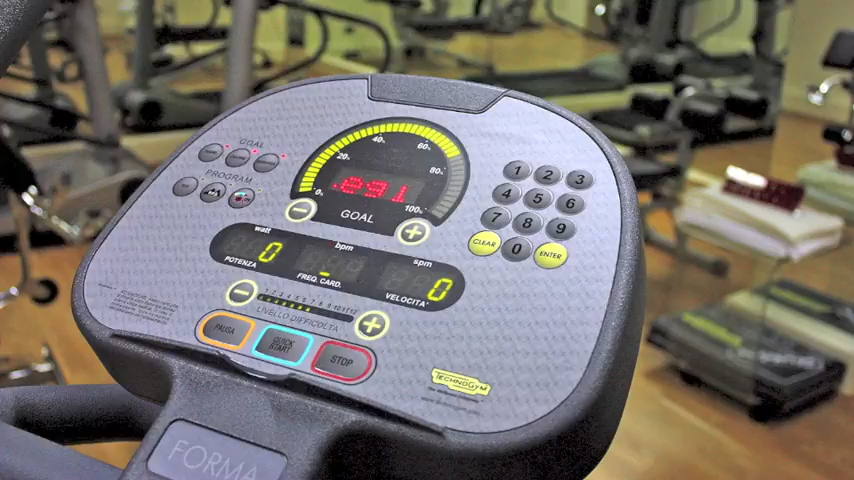 GOAL
PROGRAM
0
20
40
60
80
100%
GOAL
1 2 3
4 5 6
7 8 9
CLEAR 0 ENTER
watt
bpm
spm
0
0
POTENZA
FREQ. CARD.
VELOCITA'
1 2 3 4 5 6 7 8 9 10 11 12
LIVELLO DIFFICOLTA
PAUSA
QUICK START
STOP
TECHNOGYM
FORMA